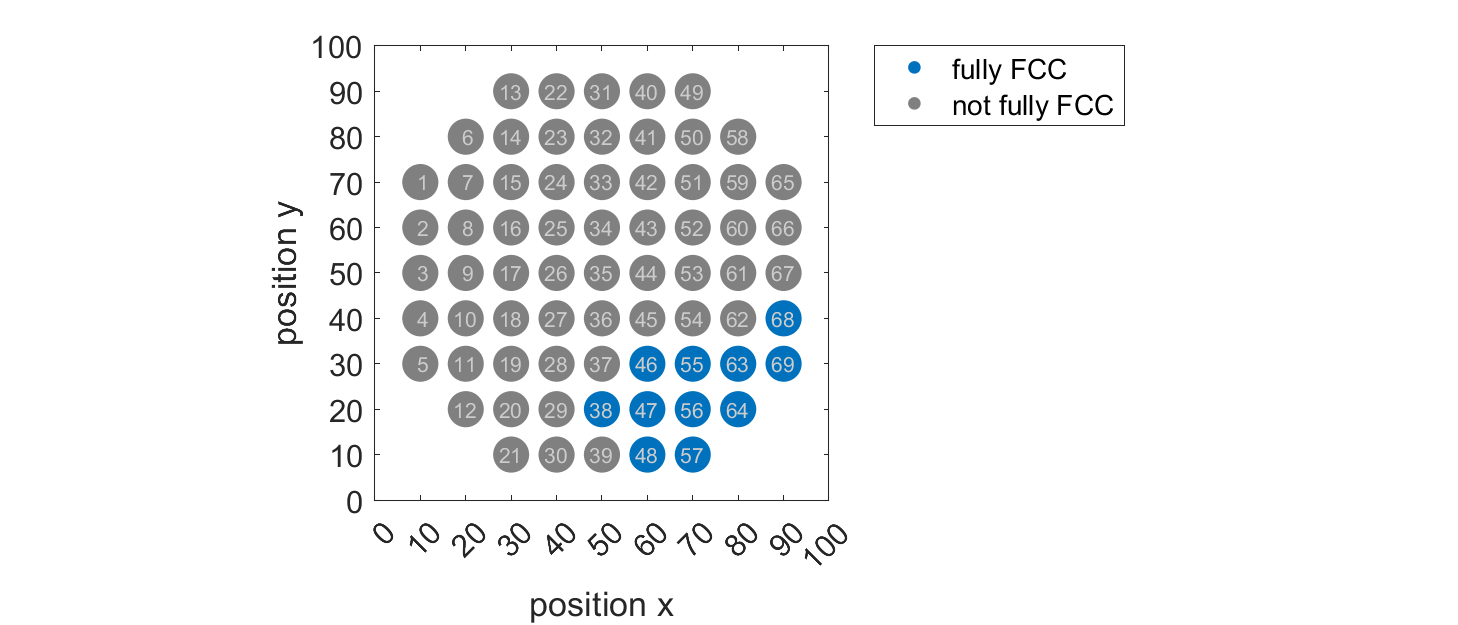 100
90
80
70
60
50
40
30
20
10
0
position y
13 22 31 40 49
6 14 23 32 41 50 58
1 7 15 24 33 42 51 59 65
2 8 16 25 34 43 52 60 66
3 9 17 26 35 44 53 61 67
4 10 18 27 36 45 54 62 68
5 11 19 28 37 46 55 63 69
12 20 29 38 47 56 64
21 30 39 48 57
0 10 20 30 40 50 60 70 80 90 100
position x
fully FCC
not fully FCC